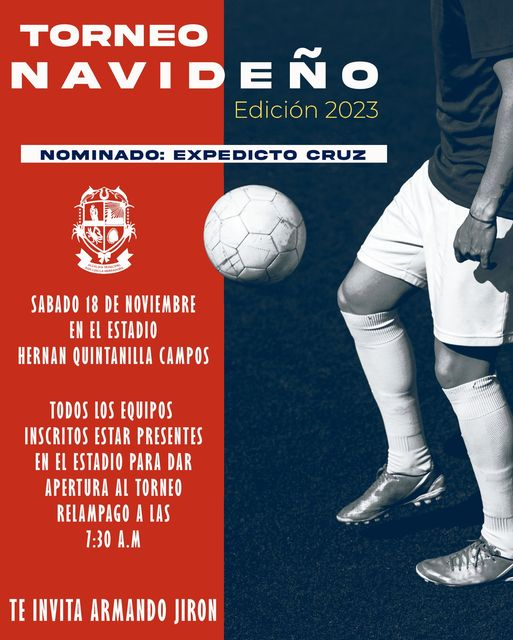 TORNEO
NAVIDEÑO
Edición 2023
NOMINADO: EXPEDICTO CRUZ
SABADO 18 DE NOVIEMBRE
EN EL ESTADIO
HERNAN QUINTANILLA CAMPOS
TODOS LOS EQUIPOS
INSCRITOS ESTAR PRESENTES
EN EL ESTADIO PARA DAR
APERTURA AL TORNEO
RELAMPAGO A LAS
7:30 A.M
TE INVITA ARMANDO JIRON